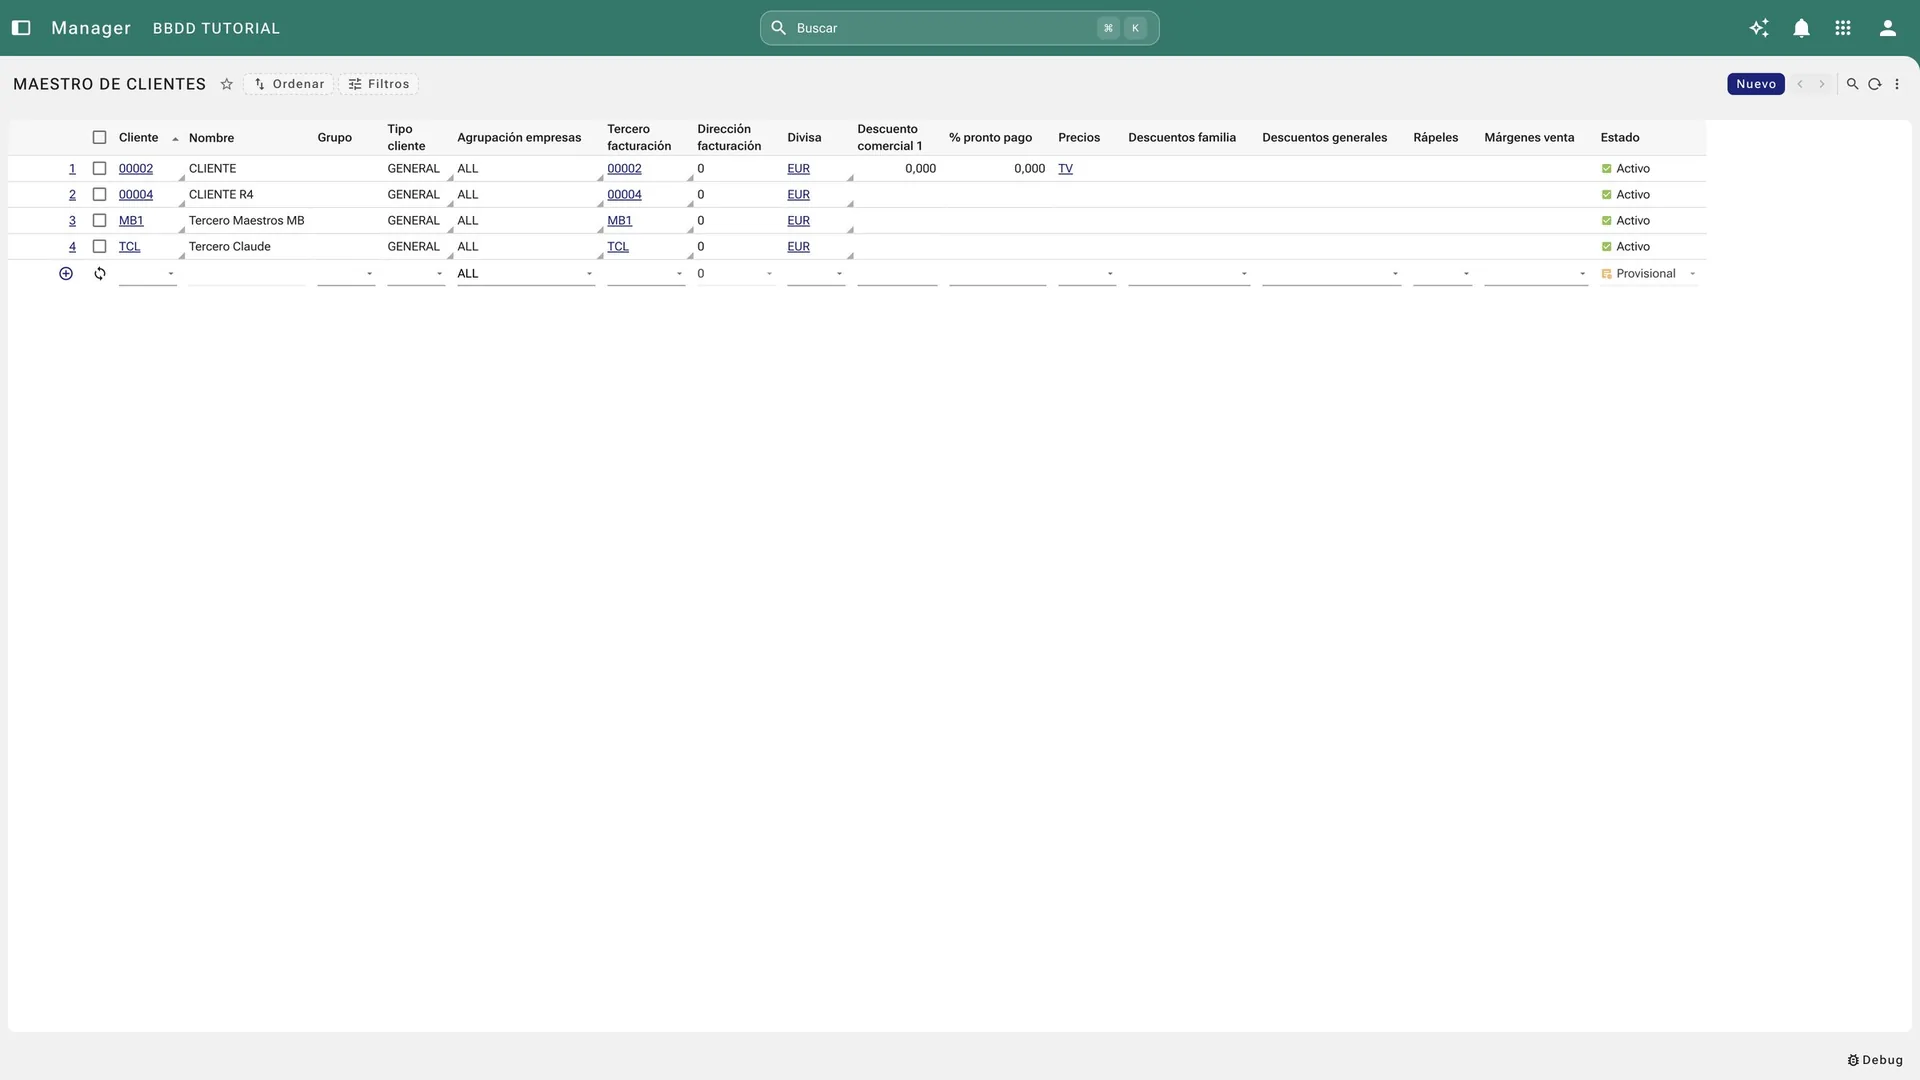 Manager BBDD TUTORIAL Buscar ⌘ K
MAESTRO DE CLIENTES Ordenar Filtros Nuevo
Cliente Nombre Grupo Tipo cliente Agrupación empresas Tercero facturación Dirección facturación Divisa Descuento comercial 1 % pronto pago Precios Descuentos familia Descuentos generales Rápeles Márgenes venta Estado
1 00002 CLIENTE GENERAL ALL 00002 0 EUR 0,000 0,000 TV Activo
2 00004 CLIENTE R4 GENERAL ALL 00004 0 EUR Activo
3 MB1 Tercero Maestros MB GENERAL ALL MB1 0 EUR Activo
4 TCL Tercero Claude GENERAL ALL TCL 0 EUR Activo
ALL 0 Provisional
Debug